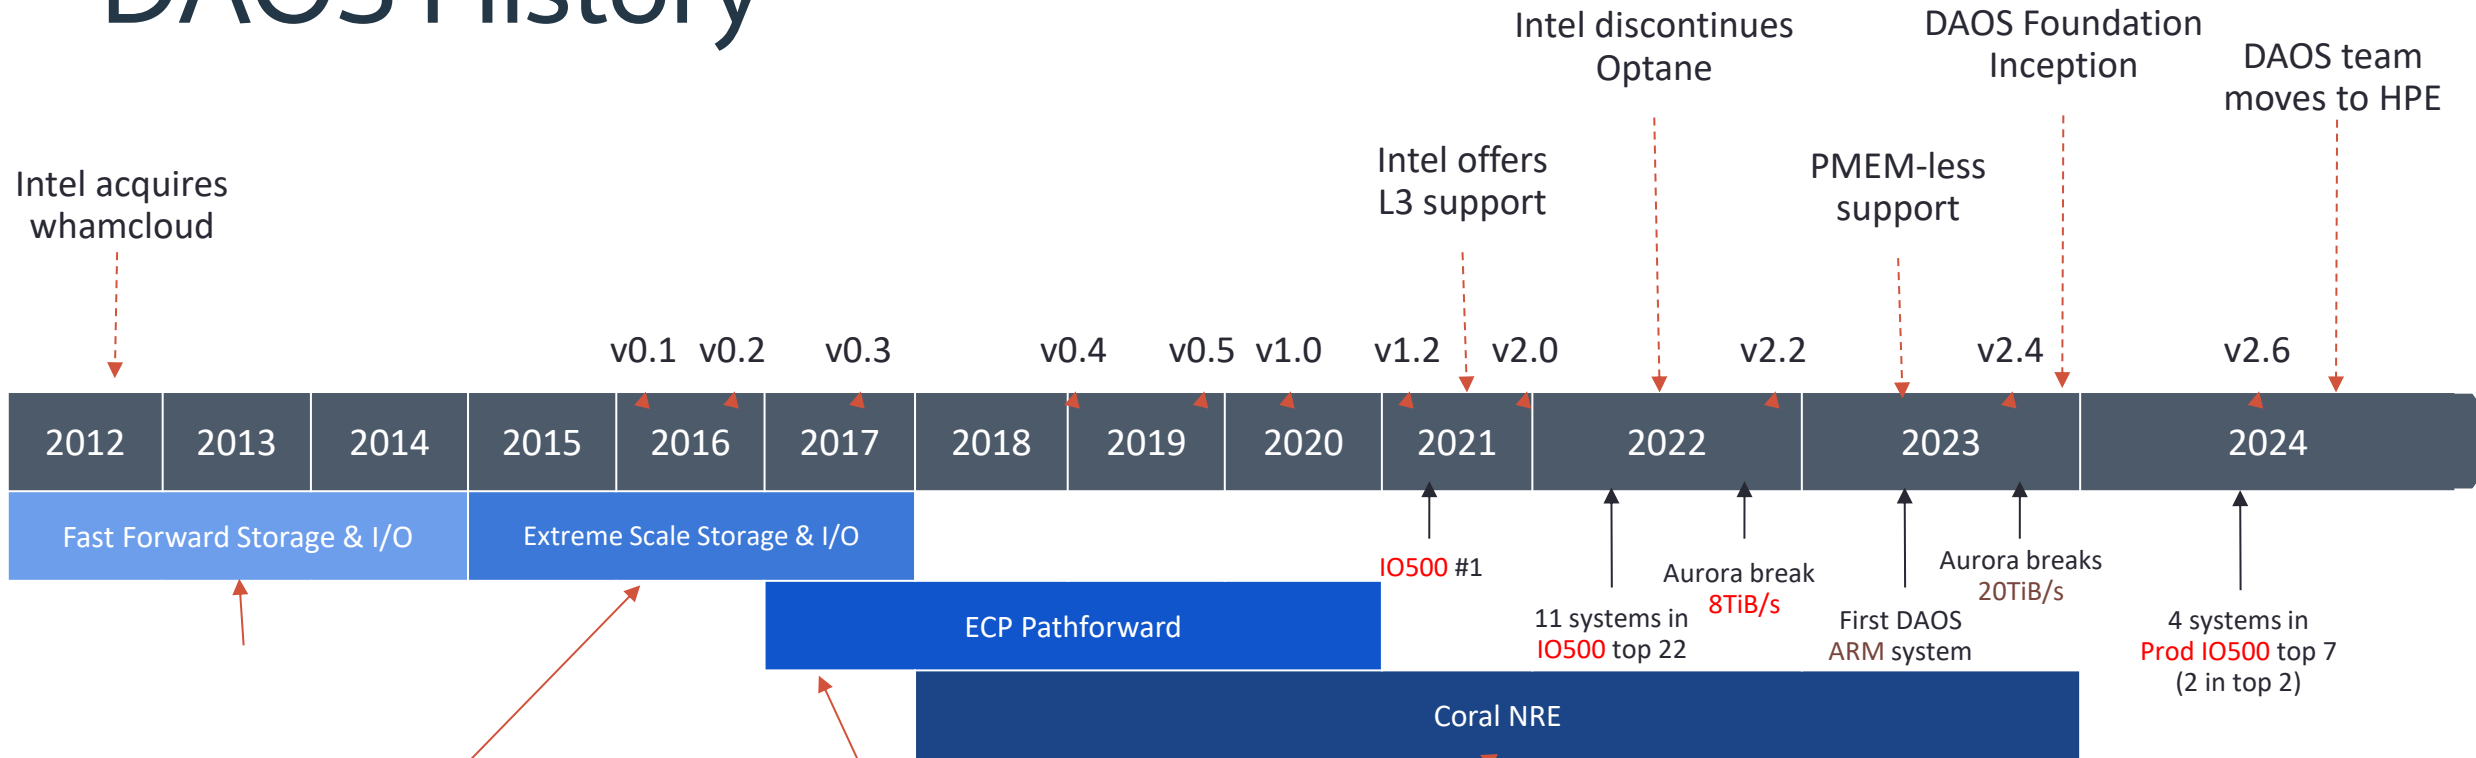 DAOS History
Intel discontinues
Optane
DAOS Foundation
Inception
DAOS team
moves to HPE
Intel acquires
whamcloud
Intel offers
L3 support
PMEM-less
support
v0.1 v0.2 v0.3 v0.4 v0.5 v1.0 v1.2 v2.0 v2.2 v2.4 v2.6
2012 2013 2014 2015 2016 2017 2018 2019 2020 2021 2022 2023 2024
Fast Forward Storage & I/O
Extreme Scale Storage & I/O
ECP Pathforward
Coral NRE
IO500 #1
11 systems in
IO500 top 22
Aurora break
8TiB/s
First DAOS
ARM system
Aurora breaks
20TiB/s
4 systems in
Prod IO500 top 7
(2 in top 2)